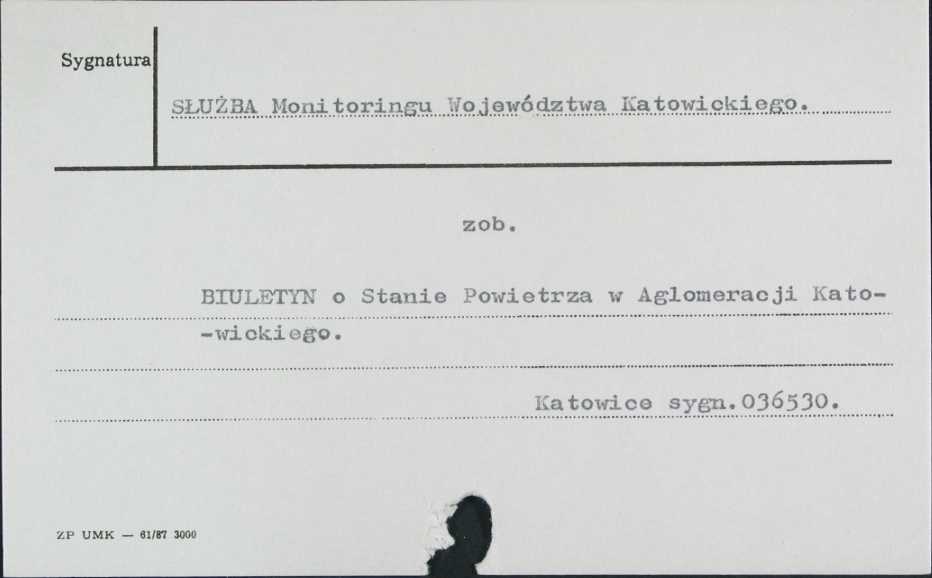 Sygnatura
SŁUŻBA Monitoringu Województwa Katowickiego.
zob.
BIULETYN o Stanie Powietrza w Aglomeracji Kato-
-wickiego.
Katowice sygn.036530.
ZP UMK — 61/87 3000